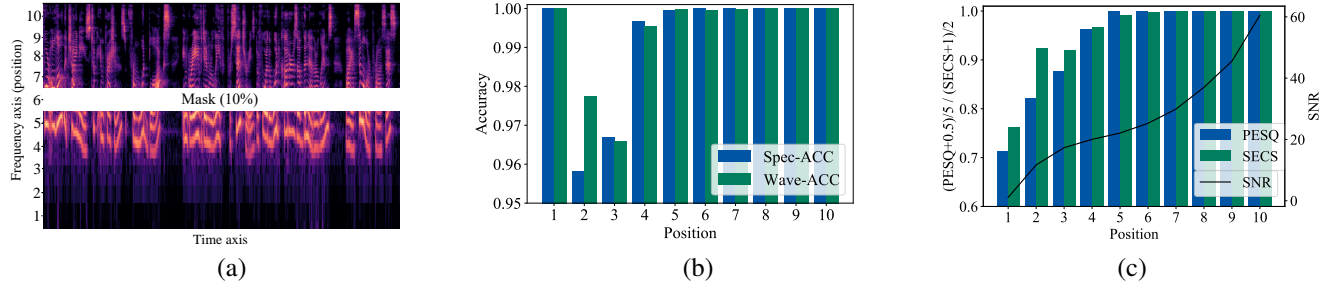 Frequency axis (position)
10
9
8
7
6
5
4
3
2
1
Mask (10%)
Time axis
(a)
Accuracy
1.00
0.99
0.98
0.97
0.96
0.95
Spec-ACC
Wave-ACC
1 2 3 4 5 6 7 8 9 10
Position
(b)
(PESQ+0.5)/5 / (SECS+1)/2
1.0
0.9
0.8
0.7
0.6
PESQ
SECS
SNR
1 2 3 4 5 6 7 8 9 10
Position
60
40
20
0
SNR
(c)